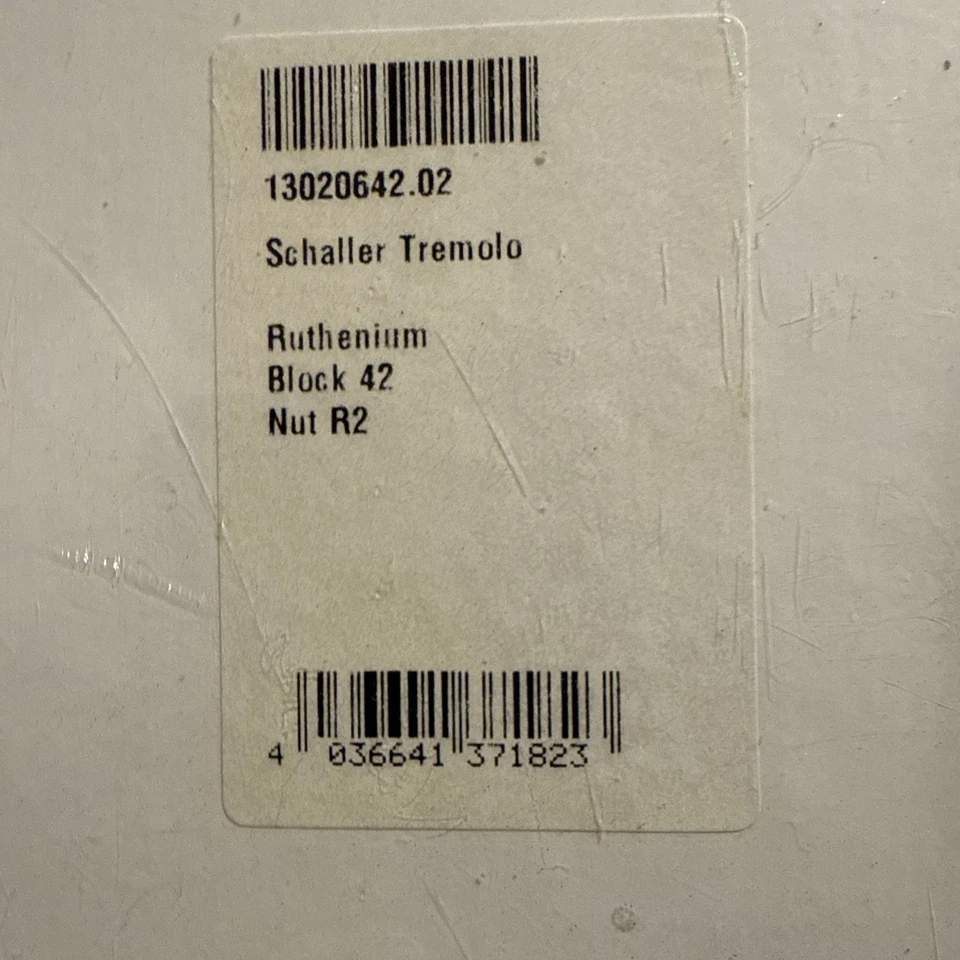 13020642.02
Schaller Tremolo
Ruthenium
Block 42
Nut R2
4 036641 371823